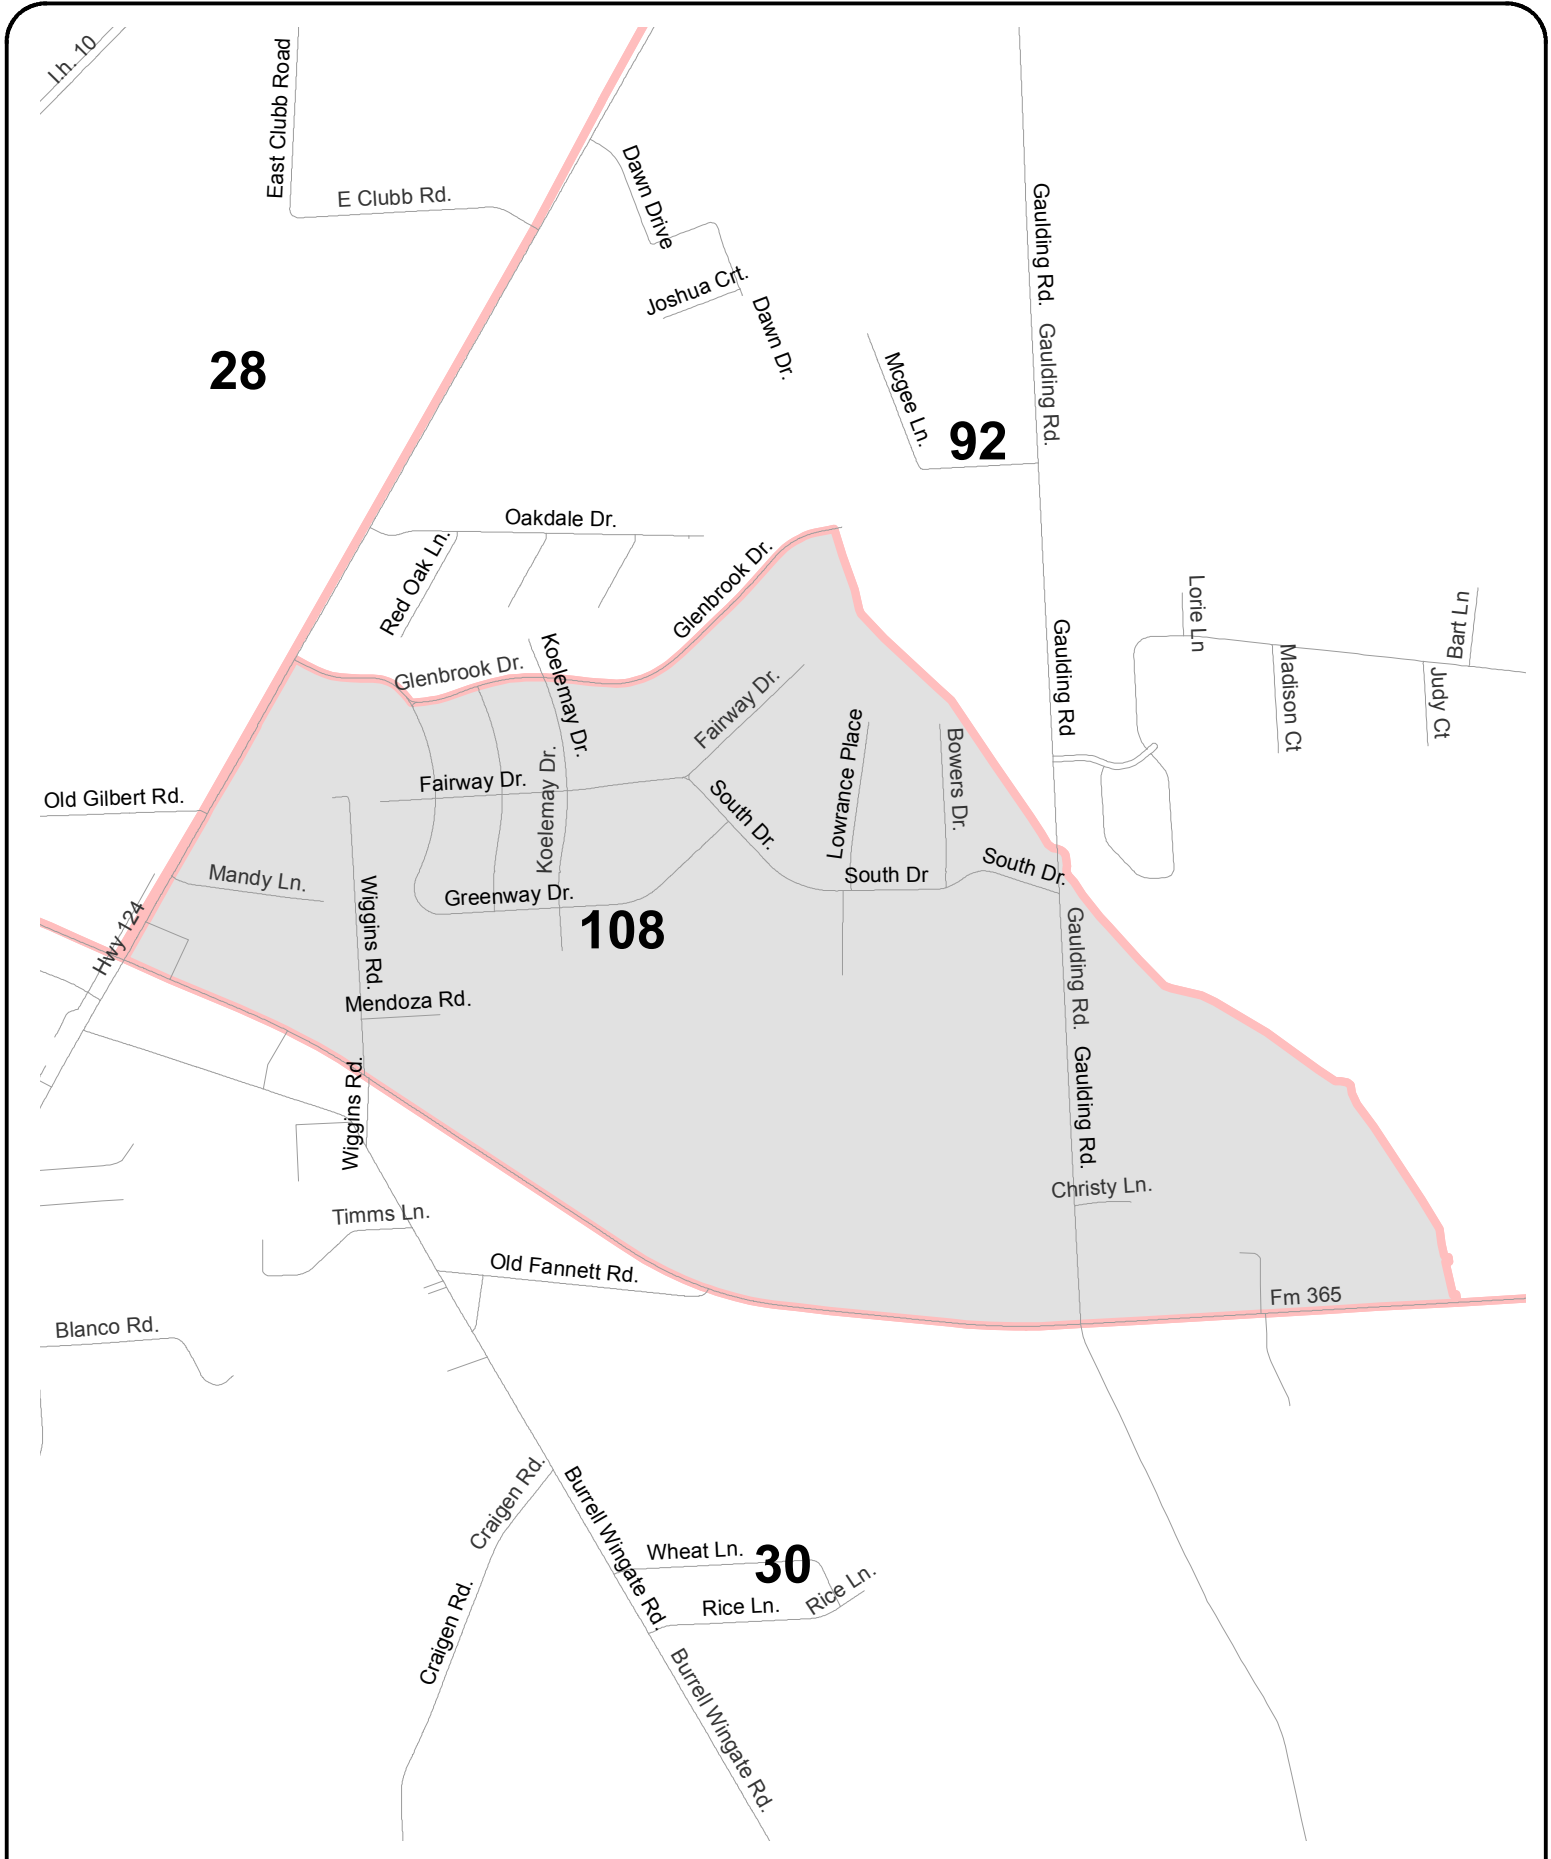 I.h. 10
East Clubb Road
E Clubb Rd.
Dawn Drive
Joshua Crt.
Dawn Dr.
Gaulding Rd.
Gaulding Rd.
28
Mcgee Ln.
92
Oakdale Dr.
Red Oak Ln.
Glenbrook Dr.
Glenbrook Dr.
Koelemay Dr.
Gaulding Rd
Lorie Ln
Madison Ct
Bart Ln
Judy Ct
Fairway Dr.
Fairway Dr.
Koelemay Dr.
South Dr.
Lowrance Place
Bowers Dr.
Old Gilbert Rd.
Mandy Ln.
Greenway Dr.
South Dr
South Dr.
Hwy 124
Wiggins Rd.
108
Gaulding Rd.
Mendoza Rd.
Wiggins Rd.
Gaulding Rd.
Christy Ln.
Timms Ln.
Old Fannett Rd.
Fm 365
Blanco Rd.
Craigen Rd.
Burrell Wingate Rd.
Wheat Ln.
30
Rice Ln.
Rice Ln.
Craigen Rd.
Burrell Wingate Rd.